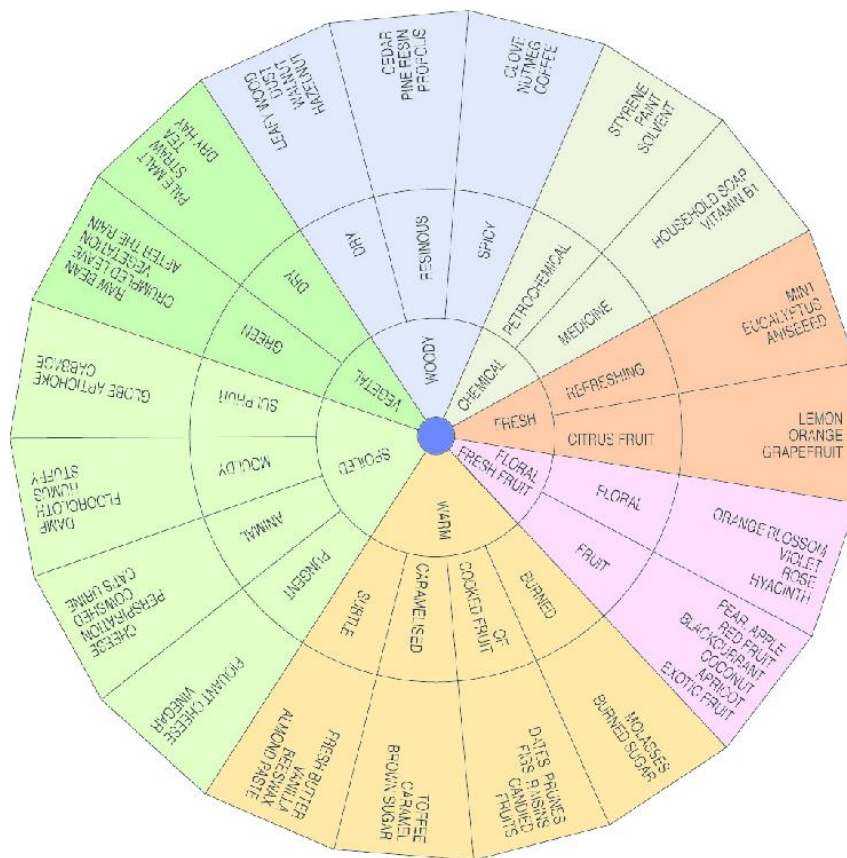 WOODY
DRY
LEAFY WOOD
DUST
WALNUT
HAZELNUT
RESINOUS
CEDAR
PINE RESIN
PROPOLIS
SPICY
CLOVE
NUTMEG
COFFEE
CHEMICAL
PETROCHEMICAL
STYRENE
PAINT
SOLVENT
MEDICINE
HOUSEHOLD SOAP
VITAMIN B1
FRESH
REFRESHING
MINT
EUCALYPTUS
ANISEED
CITRUS FRUIT
LEMON
ORANGE
GRAPEFRUIT
FLORAL
FRESH FRUIT
FLORAL
ORANGE BLOSSOM
VIOLET
ROSE
HYACINTH
FRUIT
PEAR, APPLE
RED FRUIT
BLACKCURRANT
COCONUT
APRICOT
EXOTIC FRUIT
WARM
BURNED
MOLASSES
BURNED SUGAR
OF
COOKED FRUIT
DATES, PRUNES
FIGS, RAISINS
CANDIED
FRUITS
CARAMELISED
TOFFEE
CARAMEL
BROWN SUGAR
SUBTLE
FRESH BUTTER
VANILLA
BEESWAX
ALMOND PASTE
SPOILED
PUNGENT
PIQUANT CHEESE
VINEGAR
ANIMAL
CHEESE
PERSPIRATION
COWSHED
CAT'S URINE
MOULDY
DAMP
FLOORCLOTH
HUMUS
STUFFY
SULPHUR
GLOBE ARTICHOKE
CABBAGE
VEGETAL
GREEN
RAW BEAN
CRUMPLED LEAVE
VEGETATION
AFTER THE RAIN
DRY
PALE MALT
STRAW
TEA
DRY HAY